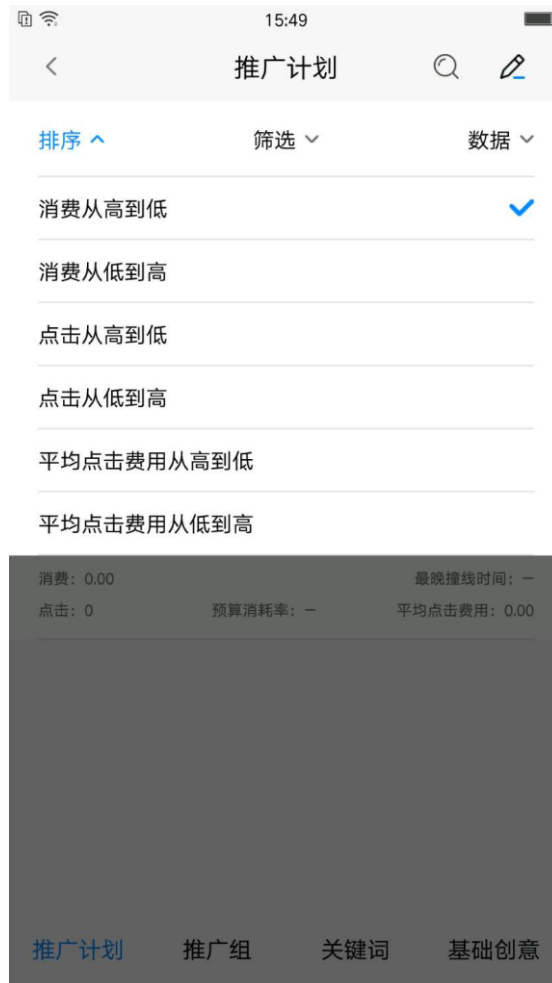 15:49
推广计划
排序 筛选 数据
消费从高到低
消费从低到高
点击从高到低
点击从低到高
平均点击费用从高到低
平均点击费用从低到高
消费：0.00 最晚撞线时间：—
点击：0 预算消耗率：— 平均点击费用：0.00
推广计划 推广组 关键词 基础创意